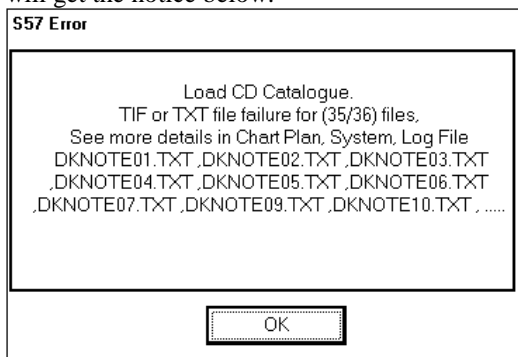 will get the notice below:
S57 Error
Load CD Catalogue.
TIF or TXT file failure for (35/36) files,
See more details in Chart Plan, System, Log File
DKNOTE01.TXT ,DKNOTE02.TXT ,DKNOTE03.TXT
,DKNOTE04.TXT ,DKNOTE05.TXT ,DKNOTE06.TXT
,DKNOTE07.TXT ,DKNOTE09.TXT ,DKNOTE10.TXT , .....
OK